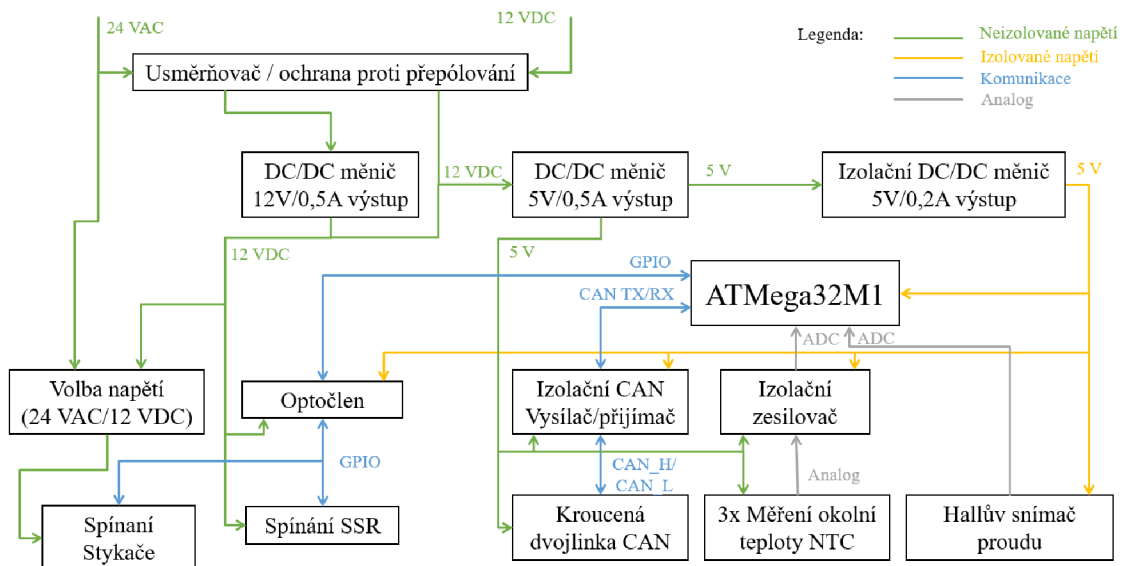 24 VAC
12 VDC
Legenda:
Neizolované napětí
Izolované napětí
Komunikace
Analog
Usměrňovač / ochrana proti přepólování
DC/DC měnič
12V/0,5A výstup
12 VDC
DC/DC měnič
5V/0,5A výstup
5 V
Izolační DC/DC měnič
5V/0,2A výstup
5 V
12 VDC
5 V
GPIO
CAN TX/RX
ATMega32M1
ADC
ADC
Volba napětí
(24 VAC/12 VDC)
Optočlen
Izolační CAN
Vysílač/přijímač
Izolační
zesilovač
GPIO
CAN_H/
CAN_L
Analog
Spínaní
Stykače
Spínání SSR
Kroucená
dvojlinka CAN
3x Měření okolní
teploty NTC
Hallův snímač
proudu